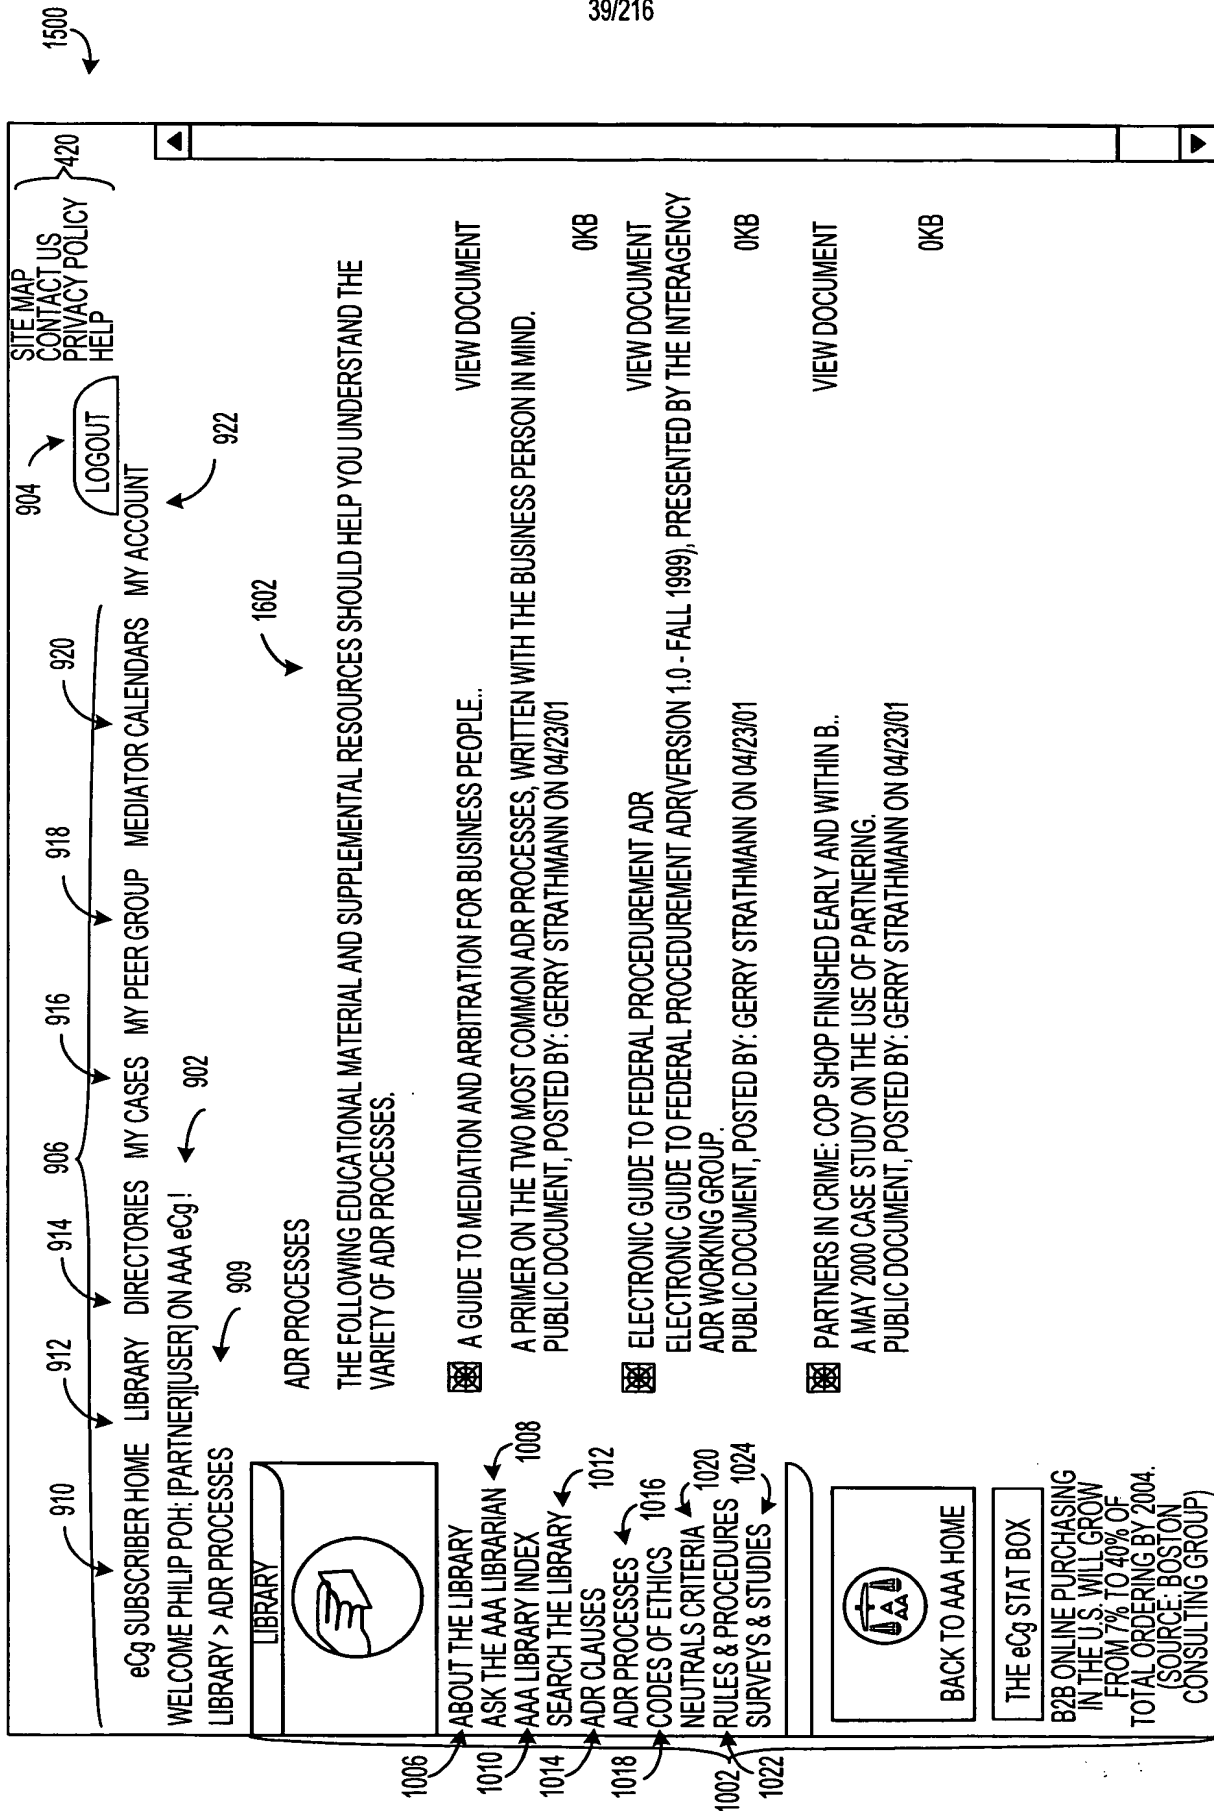 39/216
1500
SITE MAP
CONTACT US
PRIVACY POLICY
HELP
420
904
LOGOUT
910
912
914
906
916
918
920
922
eCg SUBSCRIBER HOME LIBRARY DIRECTORIES MY CASES MY PEER GROUP MEDIATOR CALENDARS MY ACCOUNT
WELCOME PHILIP POH: [PARTNER][USER] ON AAA eCg !
902
LIBRARY > ADR PROCESSES
909
LIBRARY
1006
ABOUT THE LIBRARY
ASK THE AAA LIBRARIAN
1008
1010
AAA LIBRARY INDEX
SEARCH THE LIBRARY
1012
1014
ADR CLAUSES
ADR PROCESSES
1016
1018
CODES OF ETHICS
NEUTRALS CRITERIA
1020
1002
RULES & PROCEDURES
1022
SURVEYS & STUDIES
1024
BACK TO AAA HOME
THE eCg STAT BOX
B2B ONLINE PURCHASING
IN THE U.S. WILL GROW
FROM 7% TO 40% OF
TOTAL ORDERING BY 2004.
(SOURCE: BOSTON
CONSULTING GROUP)
ADR PROCESSES
1602
THE FOLLOWING EDUCATIONAL MATERIAL AND SUPPLEMENTAL RESOURCES SHOULD HELP YOU UNDERSTAND THE
VARIETY OF ADR PROCESSES.
A GUIDE TO MEDIATION AND ARBITRATION FOR BUSINESS PEOPLE.. VIEW DOCUMENT
A PRIMER ON THE TWO MOST COMMON ADR PROCESSES, WRITTEN WITH THE BUSINESS PERSON IN MIND.
PUBLIC DOCUMENT, POSTED BY: GERRY STRATHMANN ON 04/23/01
0KB
ELECTRONIC GUIDE TO FEDERAL PROCEDUREMENT ADR VIEW DOCUMENT
ELECTRONIC GUIDE TO FEDERAL PROCEDUREMENT ADR(VERSION 1.0 - FALL 1999), PRESENTED BY THE INTERAGENCY
ADR WORKING GROUP.
PUBLIC DOCUMENT, POSTED BY: GERRY STRATHMANN ON 04/23/01 0KB
PARTNERS IN CRIME: COP SHOP FINISHED EARLY AND WITHIN B.. VIEW DOCUMENT
A MAY 2000 CASE STUDY ON THE USE OF PARTNERING.
PUBLIC DOCUMENT, POSTED BY: GERRY STRATHMANN ON 04/23/01
0KB